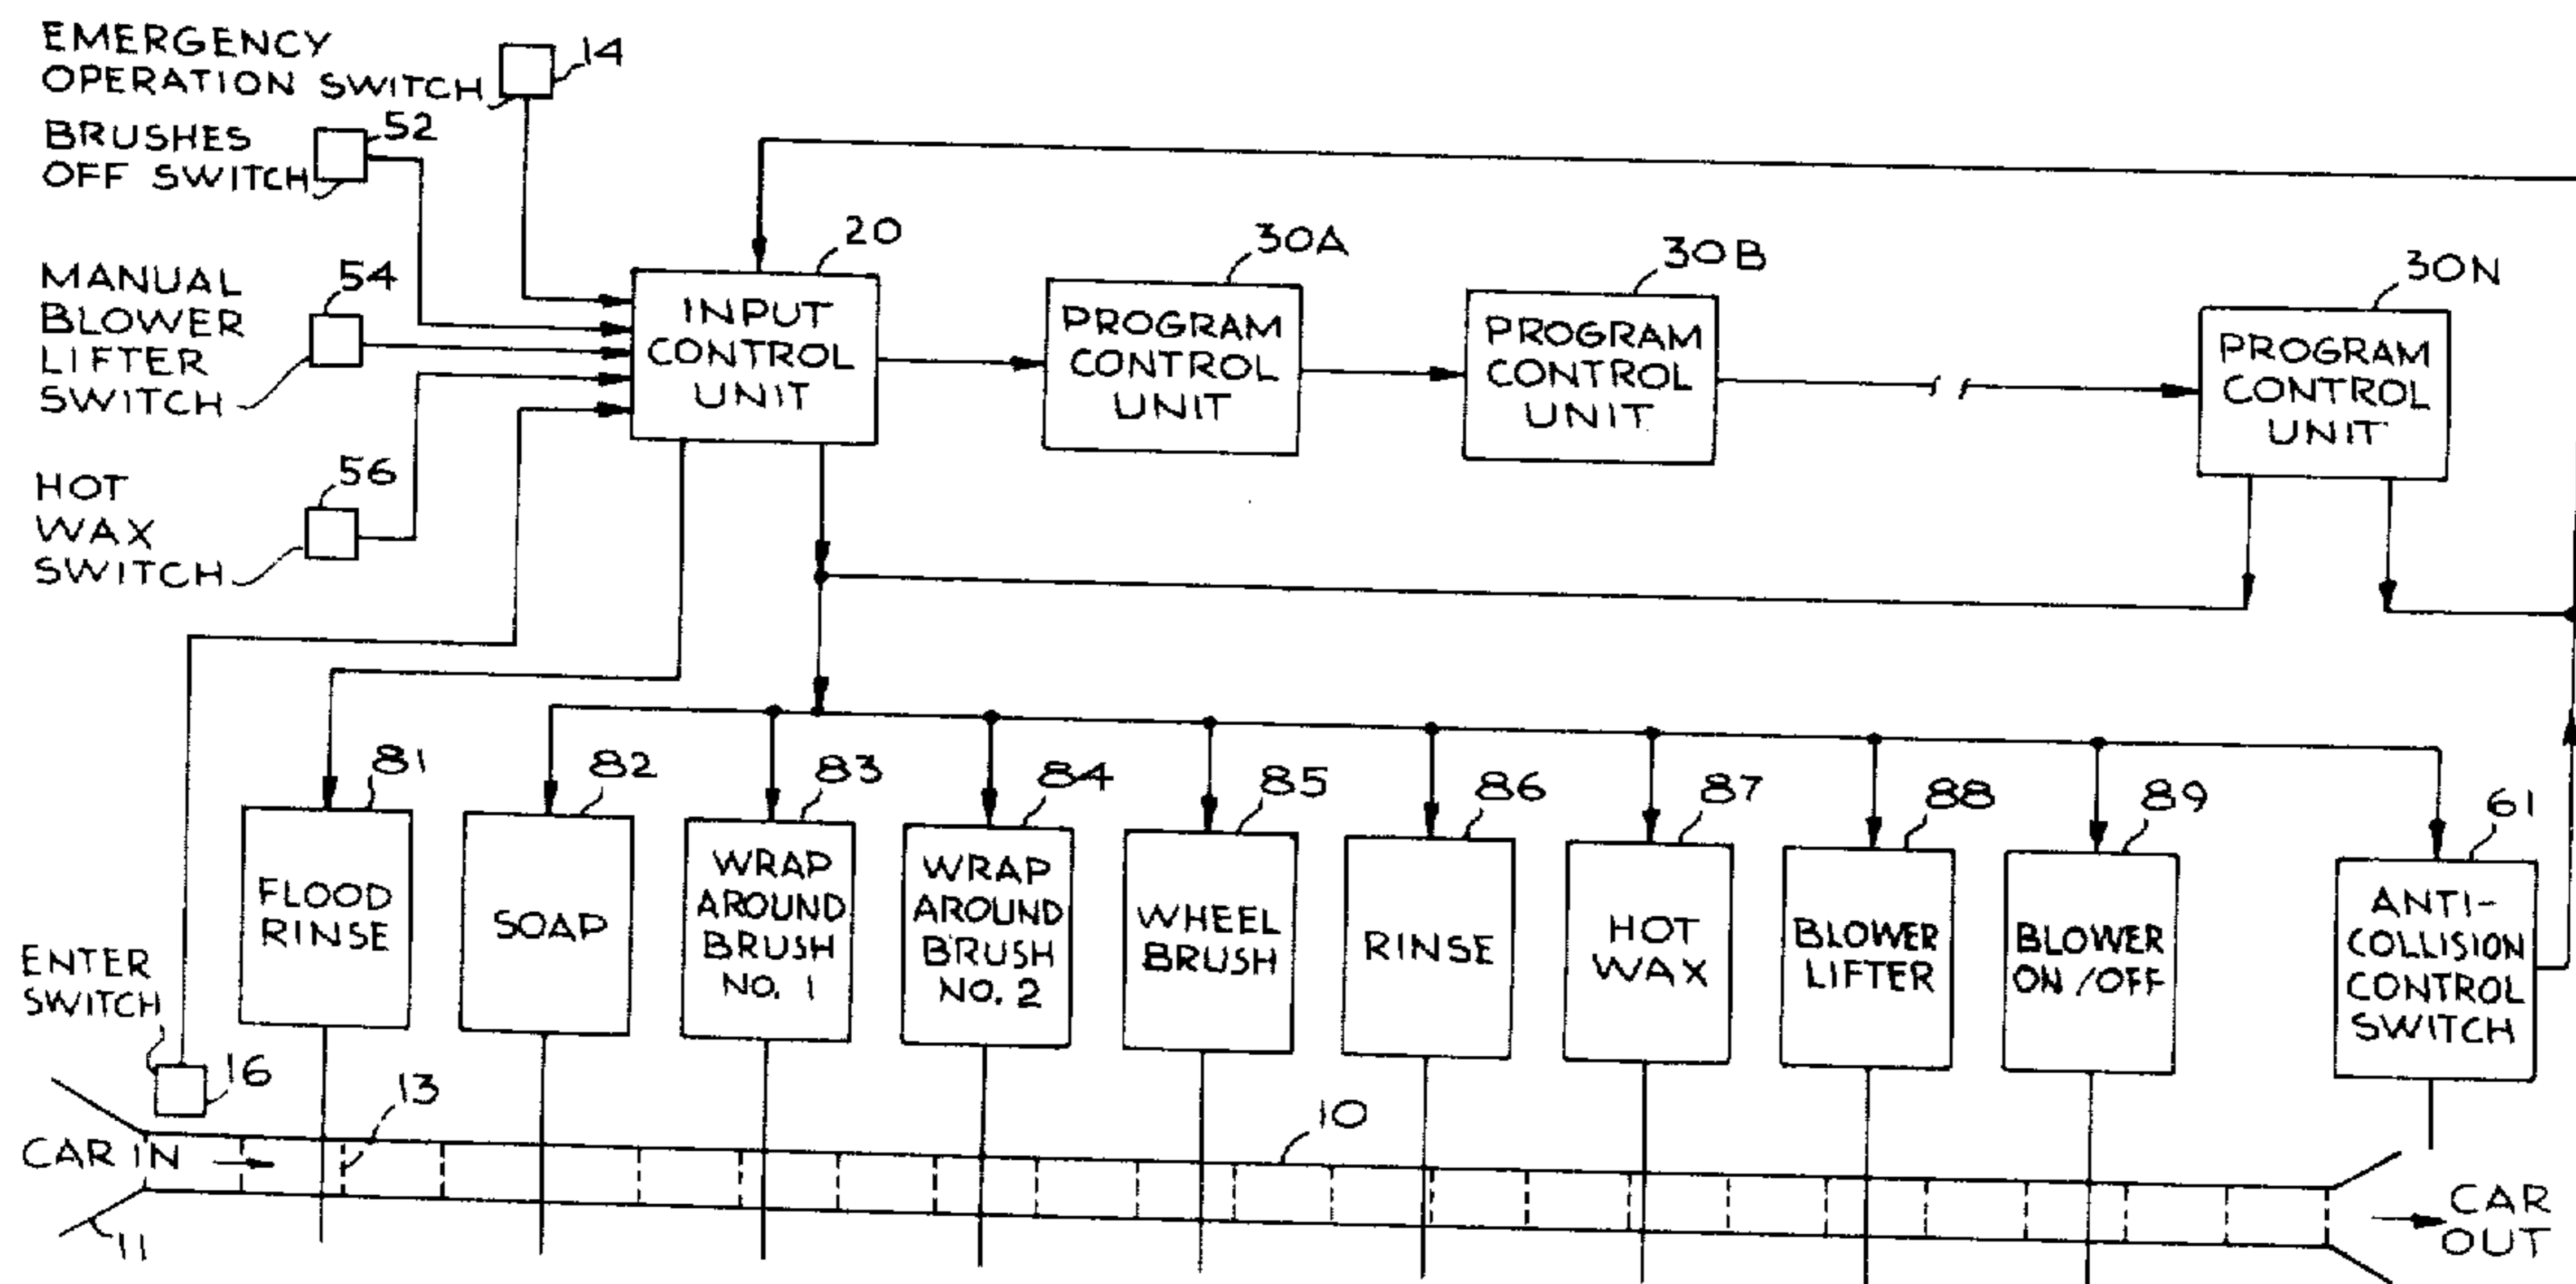 EMERGENCY
OPERATION SWITCH
14
BRUSHES
OFF SWITCH
52
MANUAL
BLOWER
LIFTER
SWITCH
54
HOT
WAX
SWITCH
56
20
INPUT
CONTROL
UNIT
30A
PROGRAM
CONTROL
UNIT
30B
PROGRAM
CONTROL
UNIT
30N
PROGRAM
CONTROL
UNIT
81
FLOOD
RINSE
82
SOAP
83
WRAP
AROUND
BRUSH
NO. 1
84
WRAP
AROUND
BRUSH
NO. 2
85
WHEEL
BRUSH
86
RINSE
87
HOT
WAX
88
BLOWER
LIFTER
89
BLOWER
ON/OFF
61
ANTI-
COLLISION
CONTROL
SWITCH
ENTER
SWITCH
16
13
10
CAR IN
11
CAR
OUT